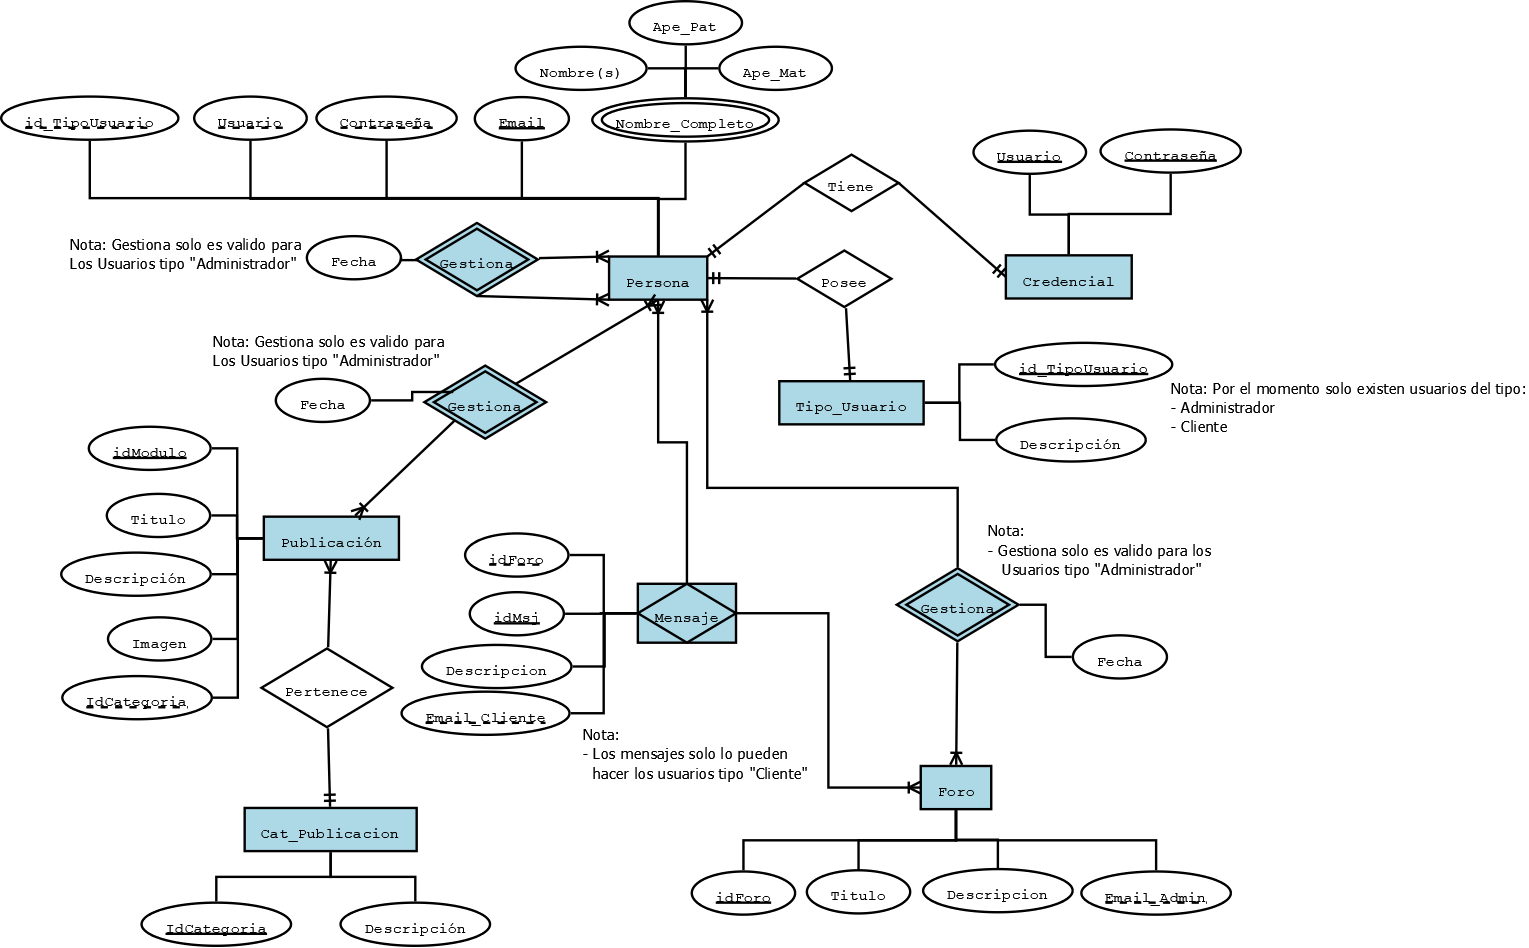 Ape_Pat
Nombre(s)
Ape_Mat
id_TipoUsuario
Usuario
Contraseña
Email
Nombre_Completo
Usuario
Contraseña
Tiene
Nota: Gestiona solo es valido para
Los Usuarios tipo "Administrador"
Fecha
Gestiona
Persona
Posee
Credencial
Nota: Gestiona solo es valido para
Los Usuarios tipo "Administrador"
Fecha
Gestiona
Tipo_Usuario
id_TipoUsuario
Descripción
Nota: Por el momento solo existen usuarios del tipo:
- Administrador
- Cliente
idModulo
Titulo
Descripción
Imagen
IdCategoria
Publicación
Pertenece
idForo
idMsj
Descripcion
Email_Cliente
Mensaje
Nota:
- Los mensajes solo lo pueden
hacer los usuarios tipo "Cliente"
Nota:
- Gestiona solo es valido para los
Usuarios tipo "Administrador"
Gestiona
Fecha
Foro
Cat_Publicacion
IdCategoria
Descripción
idForo
Titulo
Descripcion
Email_Admin